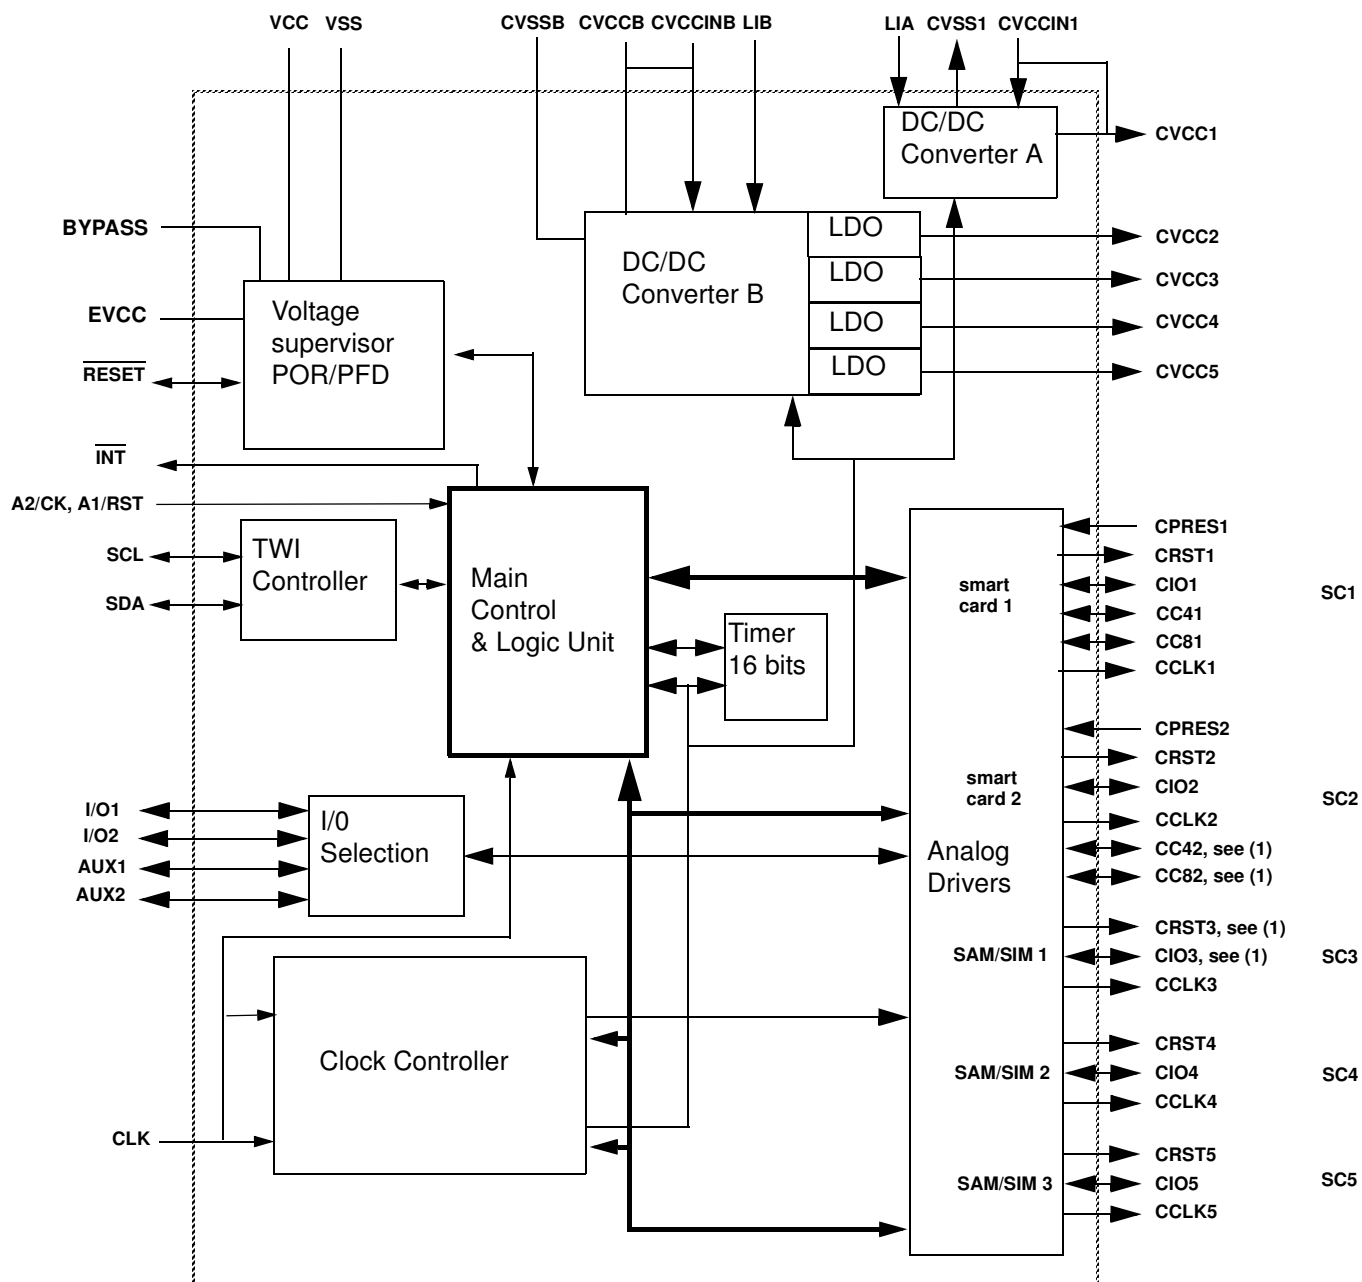 VCC VSS CVSSB CVCCB CVCCINB LIB LIA CVSS1 CVCCIN1
DC/DC
Converter A
CVCC1
BYPASS
LDO
CVCC2
DC/DC
Converter B
LDO
CVCC3
EVCC
Voltage
supervisor
POR/PFD
LDO
CVCC4
RESET
LDO
CVCC5
INT
A2/CK, A1/RST
SCL
SDA
TWI
Controller
Main
Control
& Logic Unit
Timer
16 bits
smart
card 1
CPRES1
CRST1
CIO1
CC41
CC81
CCLK1
SC1
smart
card 2
CPRES2
CRST2
CIO2
CCLK2
CC42, see (1)
CC82, see (1)
SC2
I/O1
I/O2
AUX1
AUX2
I/0
Selection
Analog
Drivers
SAM/SIM 1
CRST3, see (1)
CIO3, see (1)
CCLK3
SC3
Clock Controller
CLK
SAM/SIM 2
CRST4
CIO4
CCLK4
SC4
SAM/SIM 3
CRST5
CIO5
CCLK5
SC5